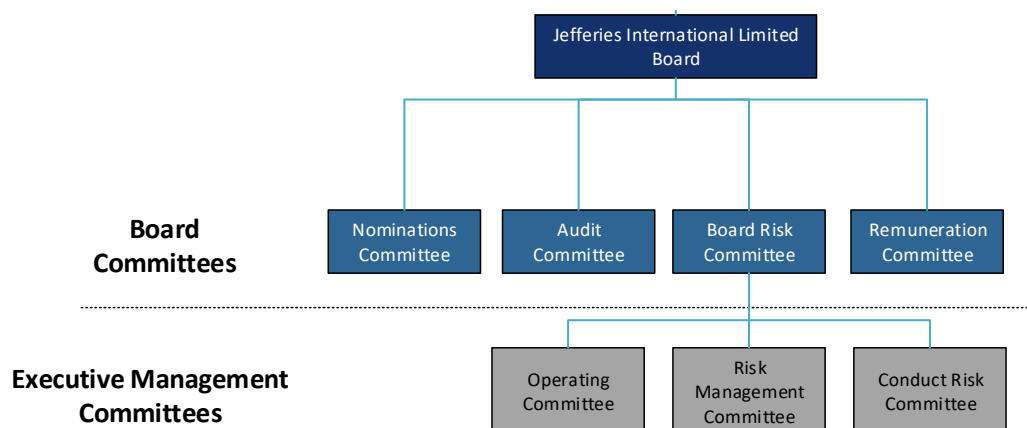 Jefferies International Limited
Board
Board
Committees
Nominations
Committee
Audit
Committee
Board Risk
Committee
Remuneration
Committee
Executive Management
Committees
Operating
Committee
Risk
Management
Committee
Conduct Risk
Committee